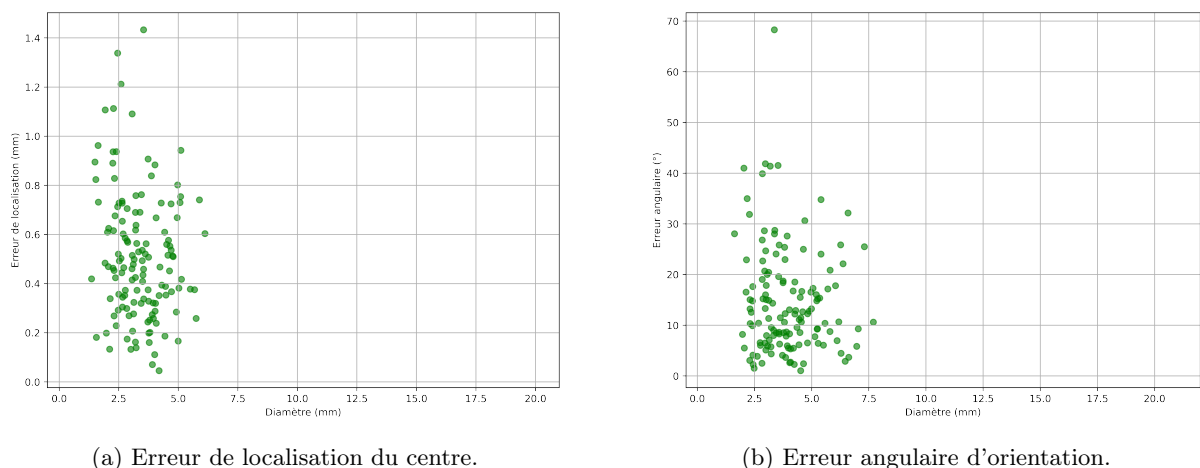 1.4
1.2
1.0
0.8
0.6
0.4
0.2
0.0
Erreur de localisation (mm)
0.0 2.5 5.0 7.5 10.0 12.5 15.0 17.5 20.0
Diamètre (mm)
(a) Erreur de localisation du centre.
70
60
50
40
30
20
10
0
Erreur angulaire (°)
0.0 2.5 5.0 7.5 10.0 12.5 15.0 17.5 20.0
Diamètre (mm)
(b) Erreur angulaire d'orientation.